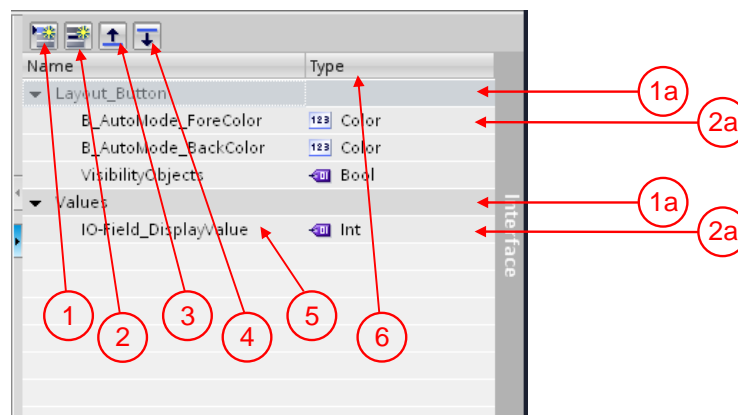 Name Type
Layout_Button 1a
B_AutoMode_ForeColor 123 Color 2a
B_AutoMode_BackColor 123 Color
VisibilityObjects Bool
Values 1a
IO-Field_DisplayValue Int 2a
Interface
1 2 3 4 5 6